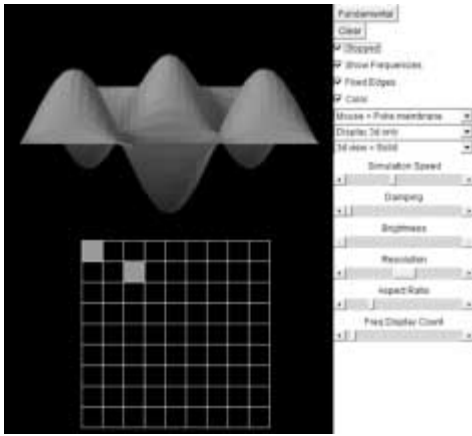 Fundamental
Clear
Stopped
Show Frequencies
Fixed Edges
Color
Mouse = Poke membrane
Display 3d only
3d view = Solid
Simulation Speed
Damping
Brightness
Resolution
Aspect Ratio
Freq Display Count